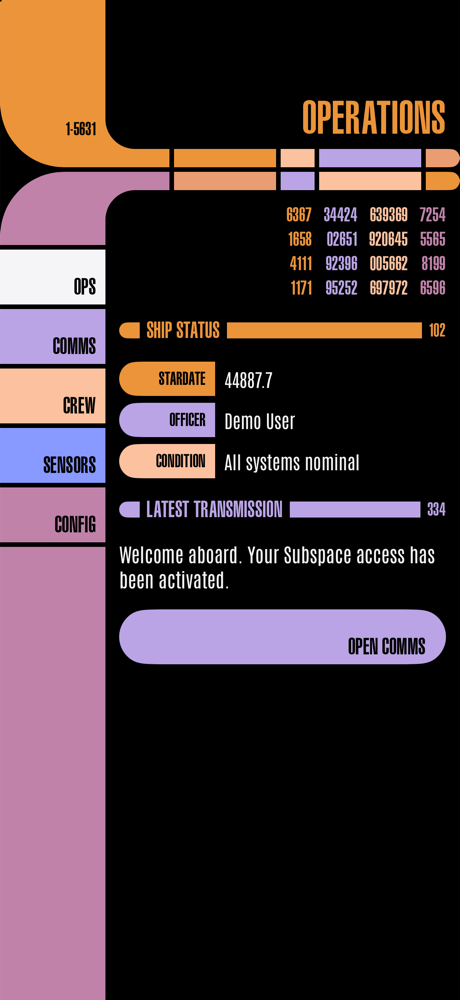 1-5631
OPERATIONS
6367 34424 639369 7254
1658 02651 920645 5565
4111 92396 005662 8199
1171 95252 697972 6596
OPS
COMMS
CREW
SENSORS
CONFIG
SHIP STATUS 102
STARDATE 44887.7
OFFICER Demo User
CONDITION All systems nominal
LATEST TRANSMISSION 334
Welcome aboard. Your Subspace access has
been activated.
OPEN COMMS